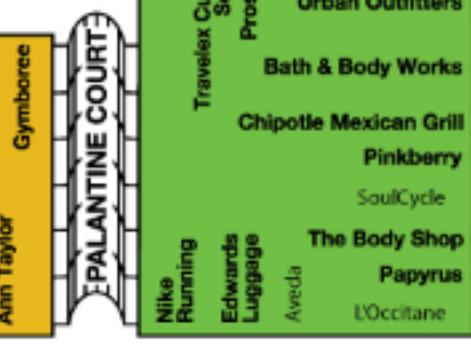 Gymboree
Ann Taylor
PALANTINE COURT
Travelex
Urban Outfitters
Bath & Body Works
Chipotle Mexican Grill
Pinkberry
SoulCycle
The Body Shop
Papyrus
L'Occitane
Nike
Running
Edwards
Luggage
Aveda